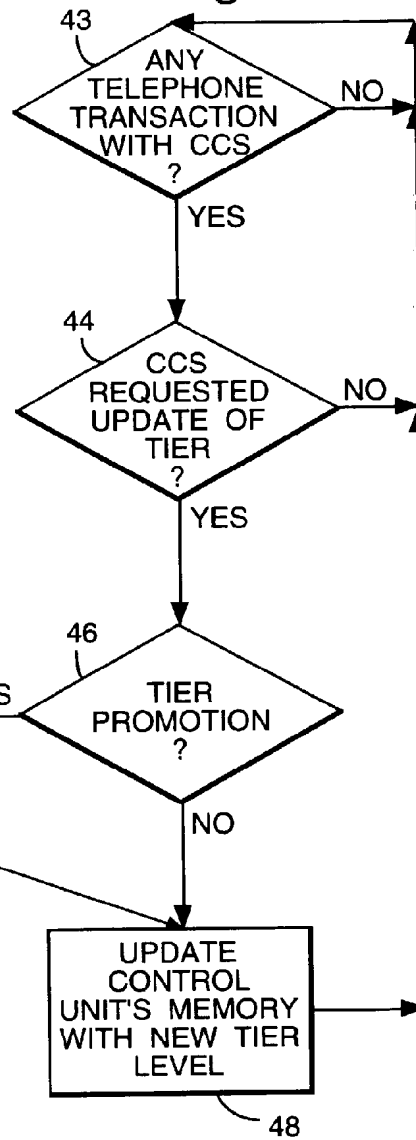 43
ANY
TELEPHONE
TRANSACTION
WITH CCS
?
NO
YES
44
CCS
REQUESTED
UPDATE OF
TIER
?
NO
YES
46
S
TIER
PROMOTION
?
NO
UPDATE
CONTROL
UNIT'S MEMORY
WITH NEW TIER
LEVEL
48